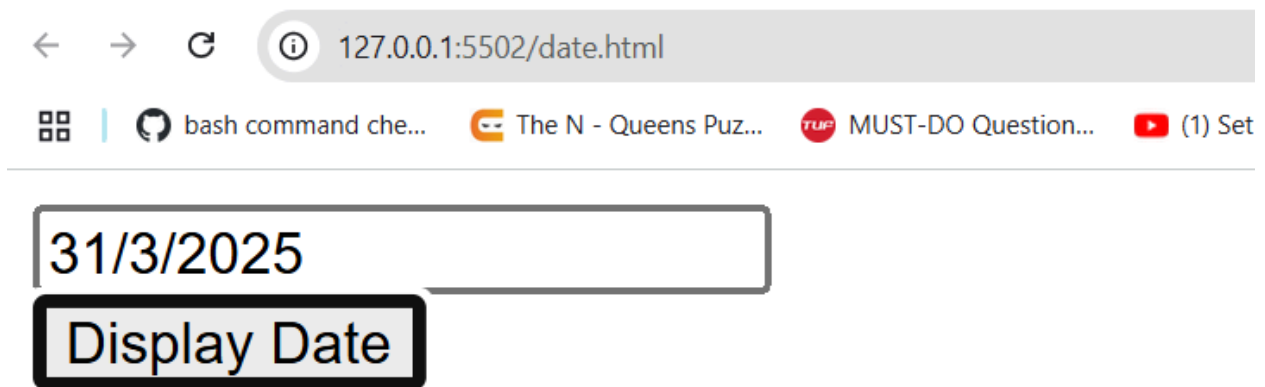 127.0.0.1:5502/date.html
bash command che... The N - Queens Puz... TUF MUST-DO Question... (1) Set
31/3/2025
Display Date